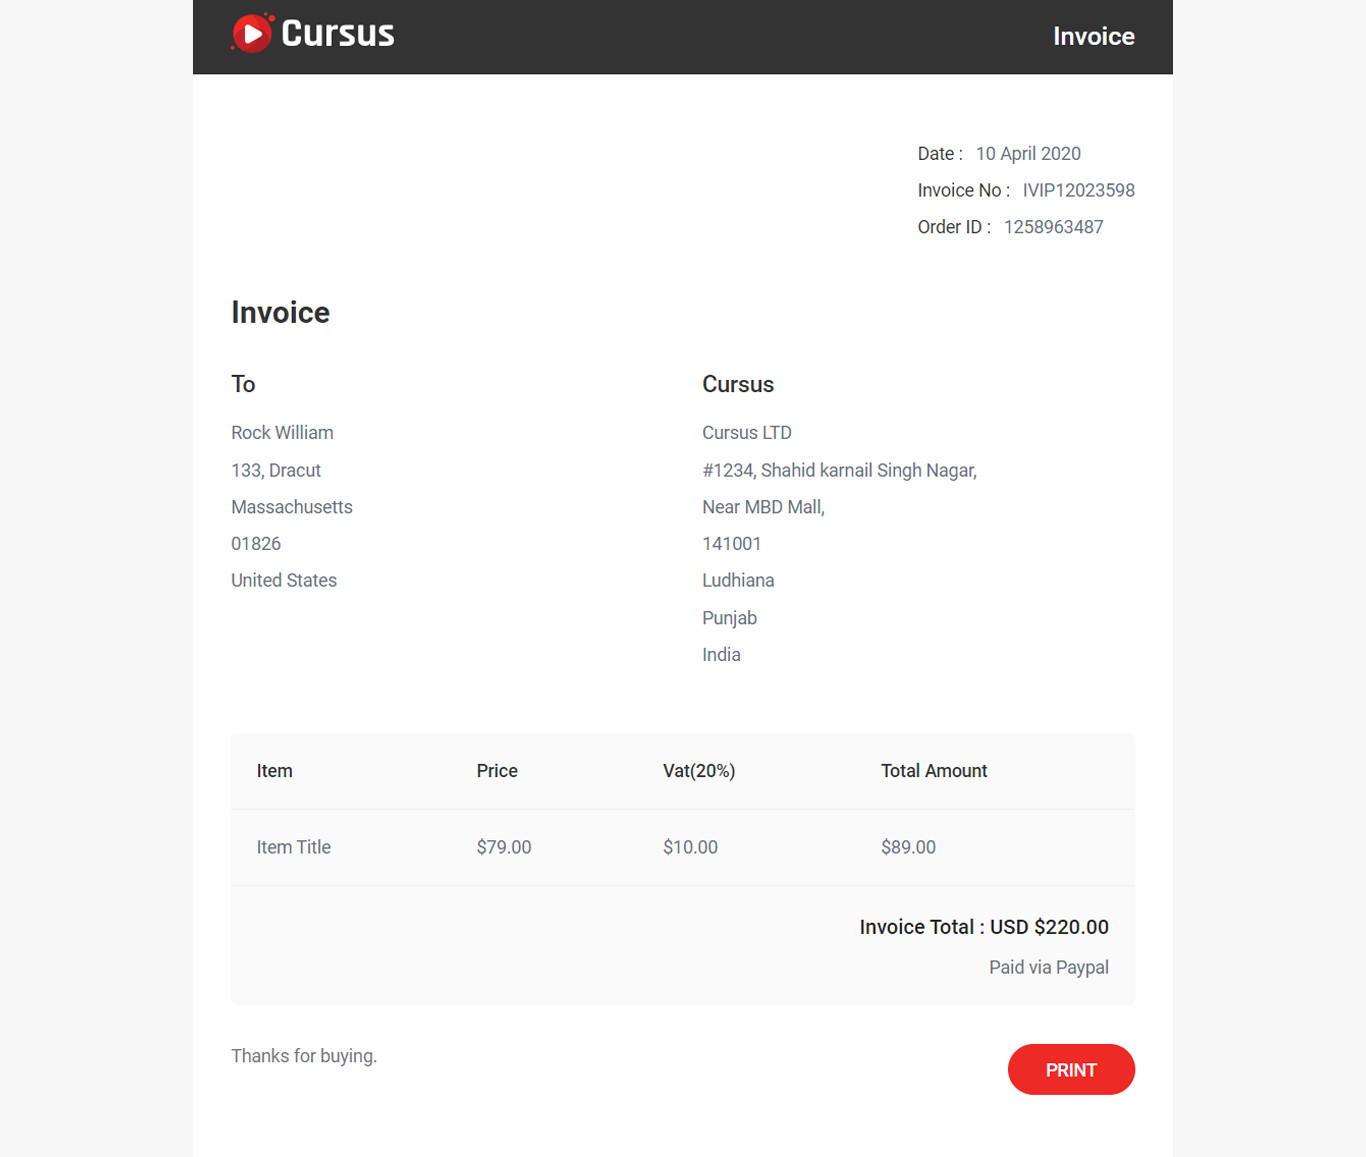 Cursus
Invoice
Date : 10 April 2020
Invoice No : IVIP12023598
Order ID : 1258963487
Invoice
To
Rock William
133, Dracut
Massachusetts
01826
United States
Cursus
Cursus LTD
#1234, Shahid karnail Singh Nagar,
Near MBD Mall,
141001
Ludhiana
Punjab
India
Item Price Vat(20%) Total Amount
Item Title $79.00 $10.00 $89.00
Invoice Total : USD $220.00
Paid via Paypal
Thanks for buying.
PRINT